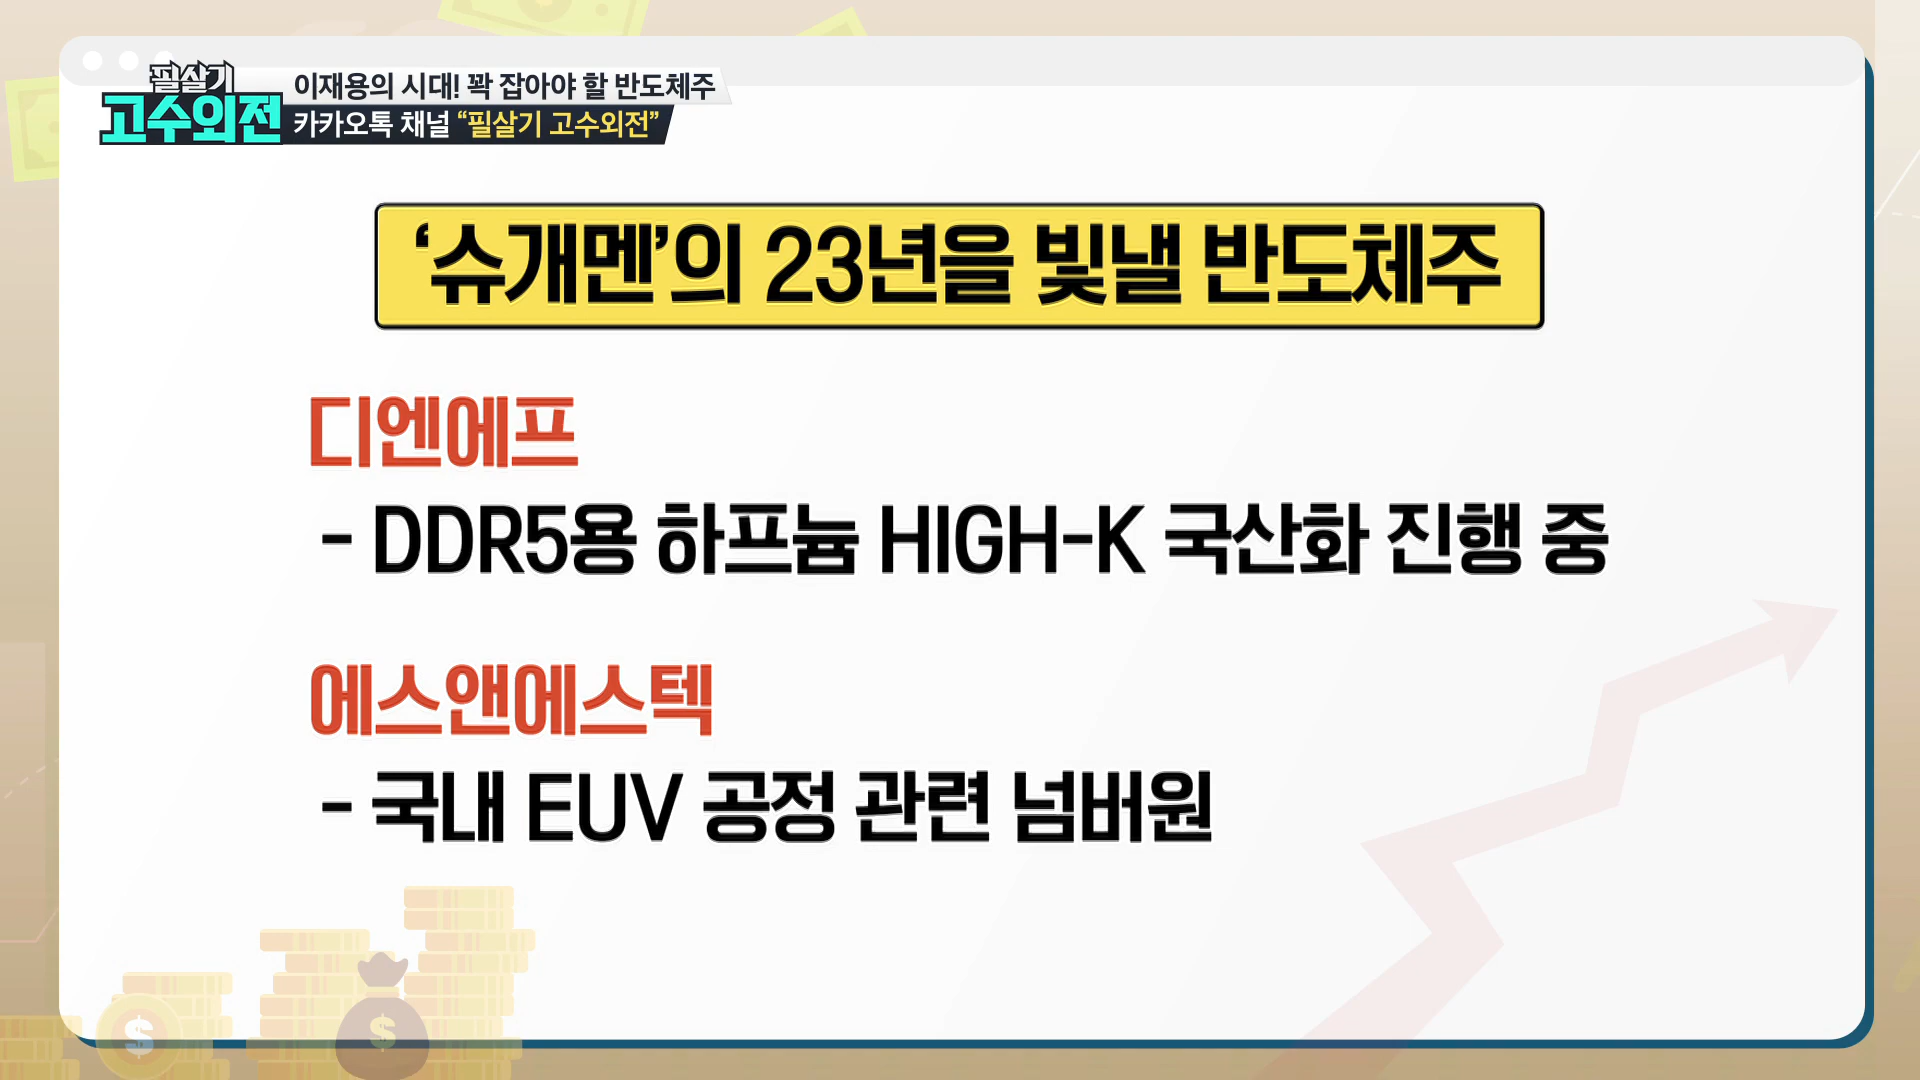 필살기
고수외전
이재용의 시대! 꽉 잡아야 할 반도체주
카카오톡 채널 “필살기 고수외전”
‘슈개멘’의 23년을 빛낼 반도체주
디엔에프
- DDR5용 하프늄 HIGH-K 국산화 진행 중
에스앤에스텍
- 국내 EUV 공정 관련 넘버원
$
$